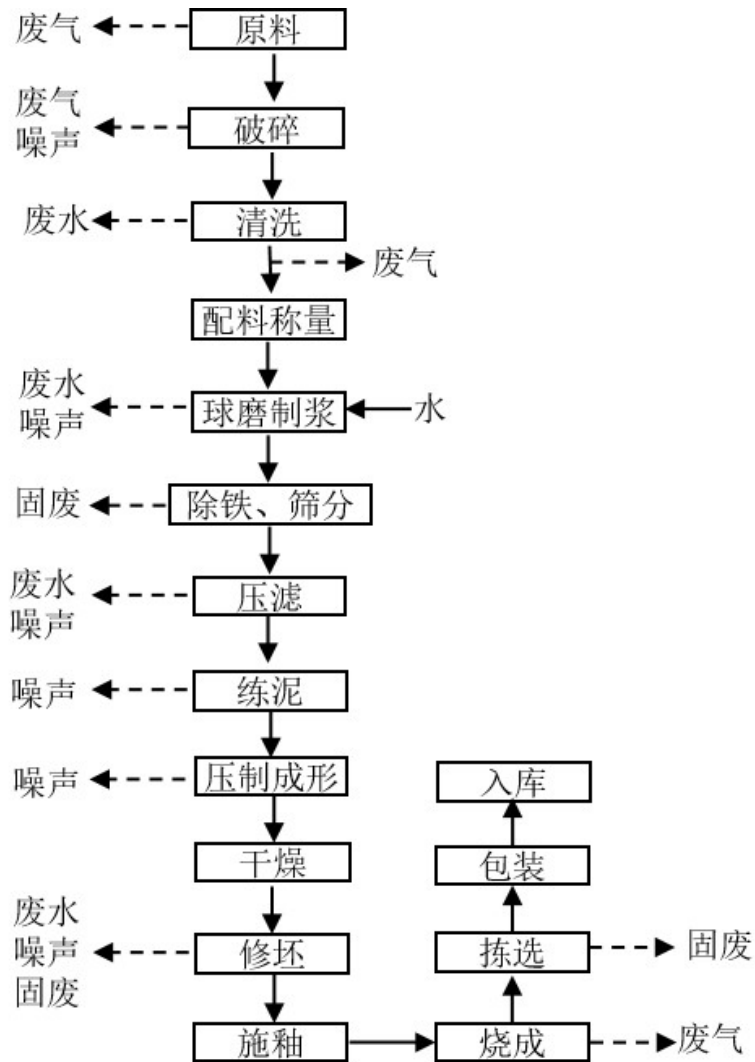 废气
原料
废气
噪声
破碎
废水
清洗
废气
配料称量
废水
噪声
球磨制浆
水
固废
除铁、筛分
废水
噪声
压滤
噪声
练泥
噪声
压制成形
入库
干燥
包装
废水
噪声
固废
修坯
拣选
固废
施釉
烧成
废气